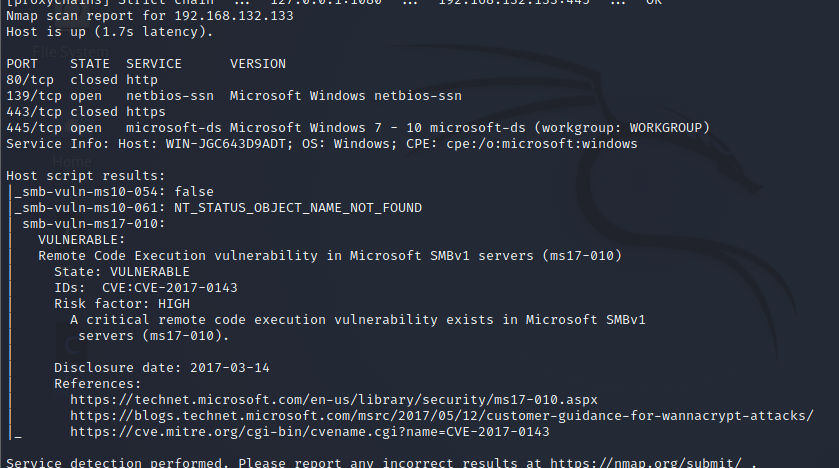 [proxychains] Strict chain ... 127.0.0.1:1080 ... 192.168.132.133:445 ... OK
Nmap scan report for 192.168.132.133
Host is up (1.7s latency).
File System
PORT STATE SERVICE VERSION
80/tcp closed http
139/tcp open netbios-ssn Microsoft Windows netbios-ssn
443/tcp closed https
445/tcp open microsoft-ds Microsoft Windows 7 - 10 microsoft-ds (workgroup: WORKGROUP)
Service Info: Host: WIN-JGC643D9ADT; OS: Windows; CPE: cpe:/o:microsoft:windows
Home
Host script results:
|_smb-vuln-ms10-054: false
|_smb-vuln-ms10-061: NT_STATUS_OBJECT_NAME_NOT_FOUND
| smb-vuln-ms17-010:
|   VULNERABLE:
|   Remote Code Execution vulnerability in Microsoft SMBv1 servers (ms17-010)
|     State: VULNERABLE
|     IDs:  CVE:CVE-2017-0143
|     Risk factor: HIGH
|       A critical remote code execution vulnerability exists in Microsoft SMBv1
|        servers (ms17-010).
|
|     Disclosure date: 2017-03-14
|     References:
|       https://technet.microsoft.com/en-us/library/security/ms17-010.aspx
|       https://blogs.technet.microsoft.com/msrc/2017/05/12/customer-guidance-for-wannacrypt-attacks/
|_      https://cve.mitre.org/cgi-bin/cvename.cgi?name=CVE-2017-0143
Service detection performed. Please report any incorrect results at https://nmap.org/submit/ .